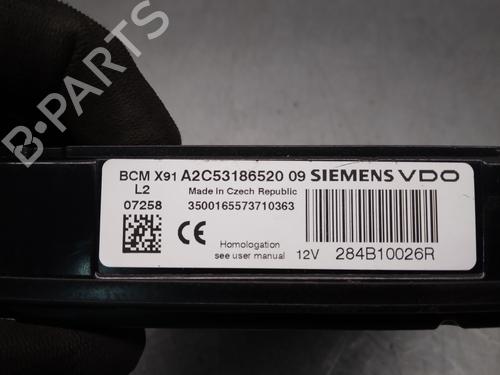 BCM X91 A2C53186520 09 SIEMENS VDO
L2 Made in Czech Republic
07258 3500165573710363
CE
Homologation
see user manual 12V 284B10026R
B-PARTS